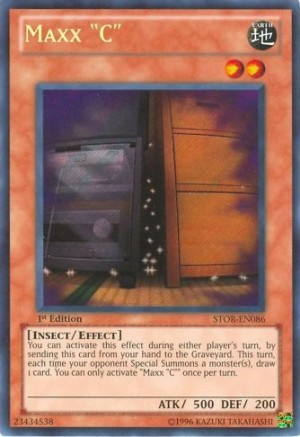 Maxx "C"
EARTH
地
1st Edition
STOR-EN086
[Insect/Effect]
You can activate this effect during either player's turn, by
sending this card from your hand to the Graveyard. This turn,
each time your opponent Special Summons a monster(s), draw
1 card. You can only activate "Maxx "C"" once per turn.
ATK/ 500 DEF/ 200
23434538
©1996 KAZUKI TAKAHASHI